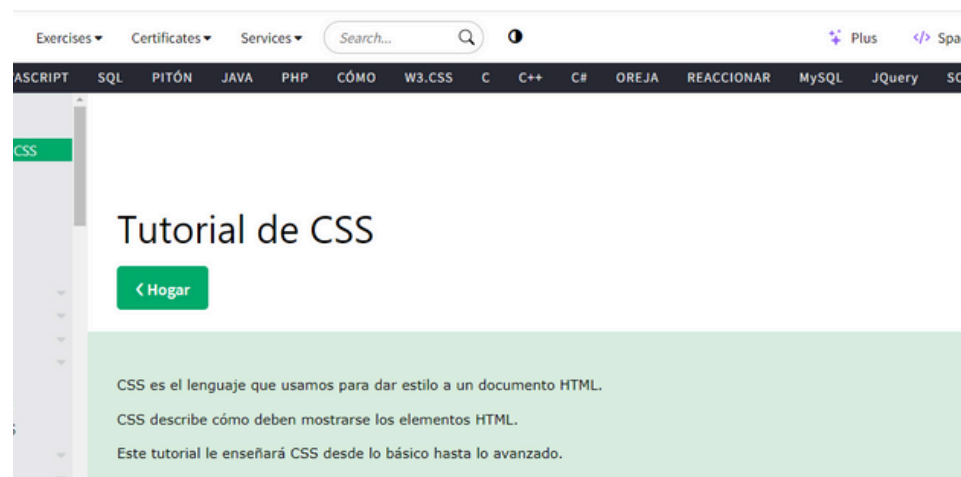 Exercises Certificates Services Search... Plus </> Spa
ASCRIPT SQL PITÓN JAVA PHP CÓMO W3.CSS C C++ C# OREJA REACCIONAR MySQL JQuery
CSS
Tutorial de CSS
❮ Hogar
CSS es el lenguaje que usamos para dar estilo a un documento HTML.
CSS describe cómo deben mostrarse los elementos HTML.
Este tutorial le enseñará CSS desde lo básico hasta lo avanzado.